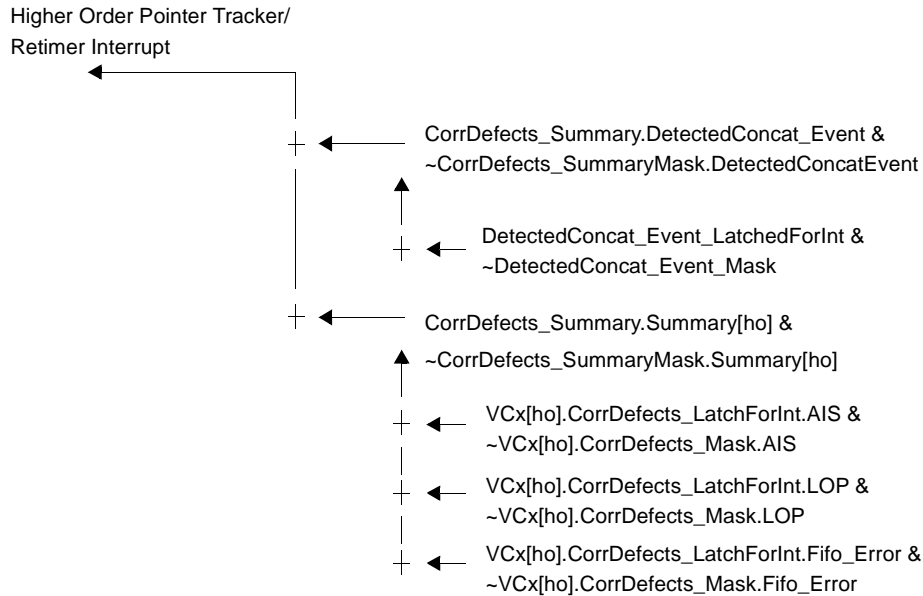 Higher Order Pointer Tracker/
Retimer Interrupt
CorrDefects_Summary.DetectedConcat_Event &
~CorrDefects_SummaryMask.DetectedConcatEvent
DetectedConcat_Event_LatchedForInt &
~DetectedConcat_Event_Mask
CorrDefects_Summary.Summary[ho] &
~CorrDefects_SummaryMask.Summary[ho]
VCx[ho].CorrDefects_LatchForInt.AIS &
~VCx[ho].CorrDefects_Mask.AIS
VCx[ho].CorrDefects_LatchForInt.LOP &
~VCx[ho].CorrDefects_Mask.LOP
VCx[ho].CorrDefects_LatchForInt.Fifo_Error &
~VCx[ho].CorrDefects_Mask.Fifo_Error